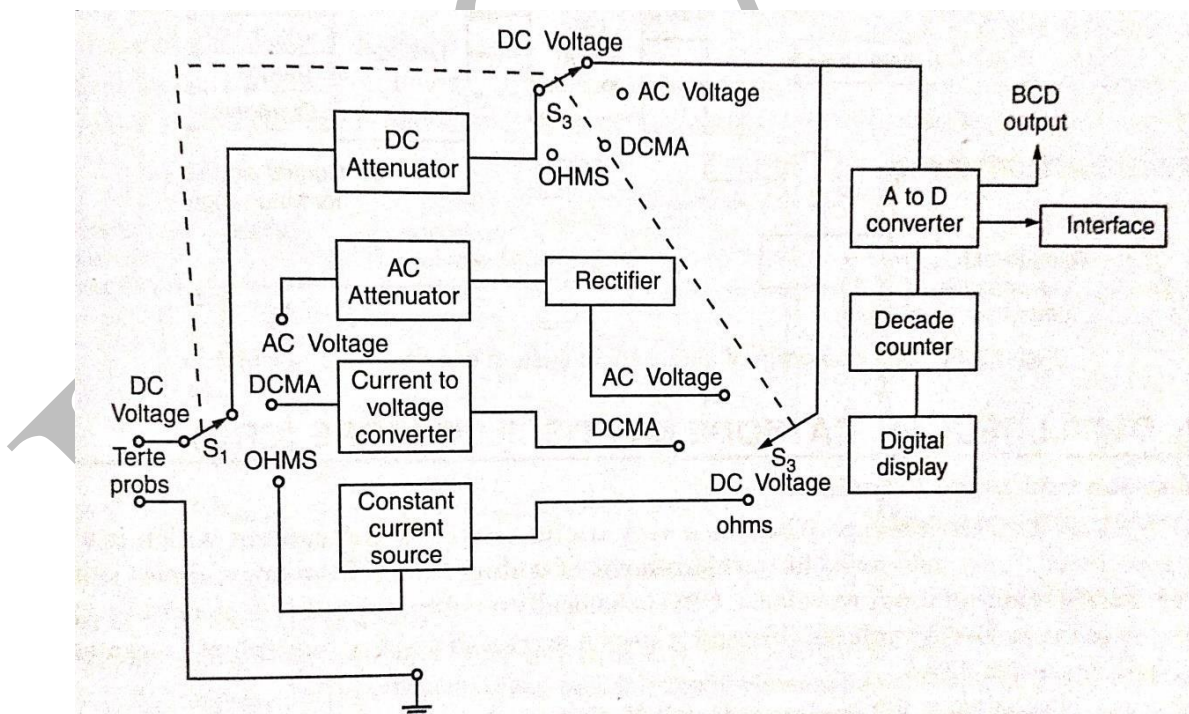 DC Voltage
AC Voltage
S3
DCMA
OHMS
DC
Attenuator
BCD
output
A to D
converter
Interface
AC
Attenuator
Rectifier
AC Voltage
Decade
counter
DC
Voltage
DCMA
Current to
voltage
converter
AC Voltage
DCMA
S1
Terte
probs
OHMS
S3
DC Voltage
ohms
Digital
display
Constant
current
source